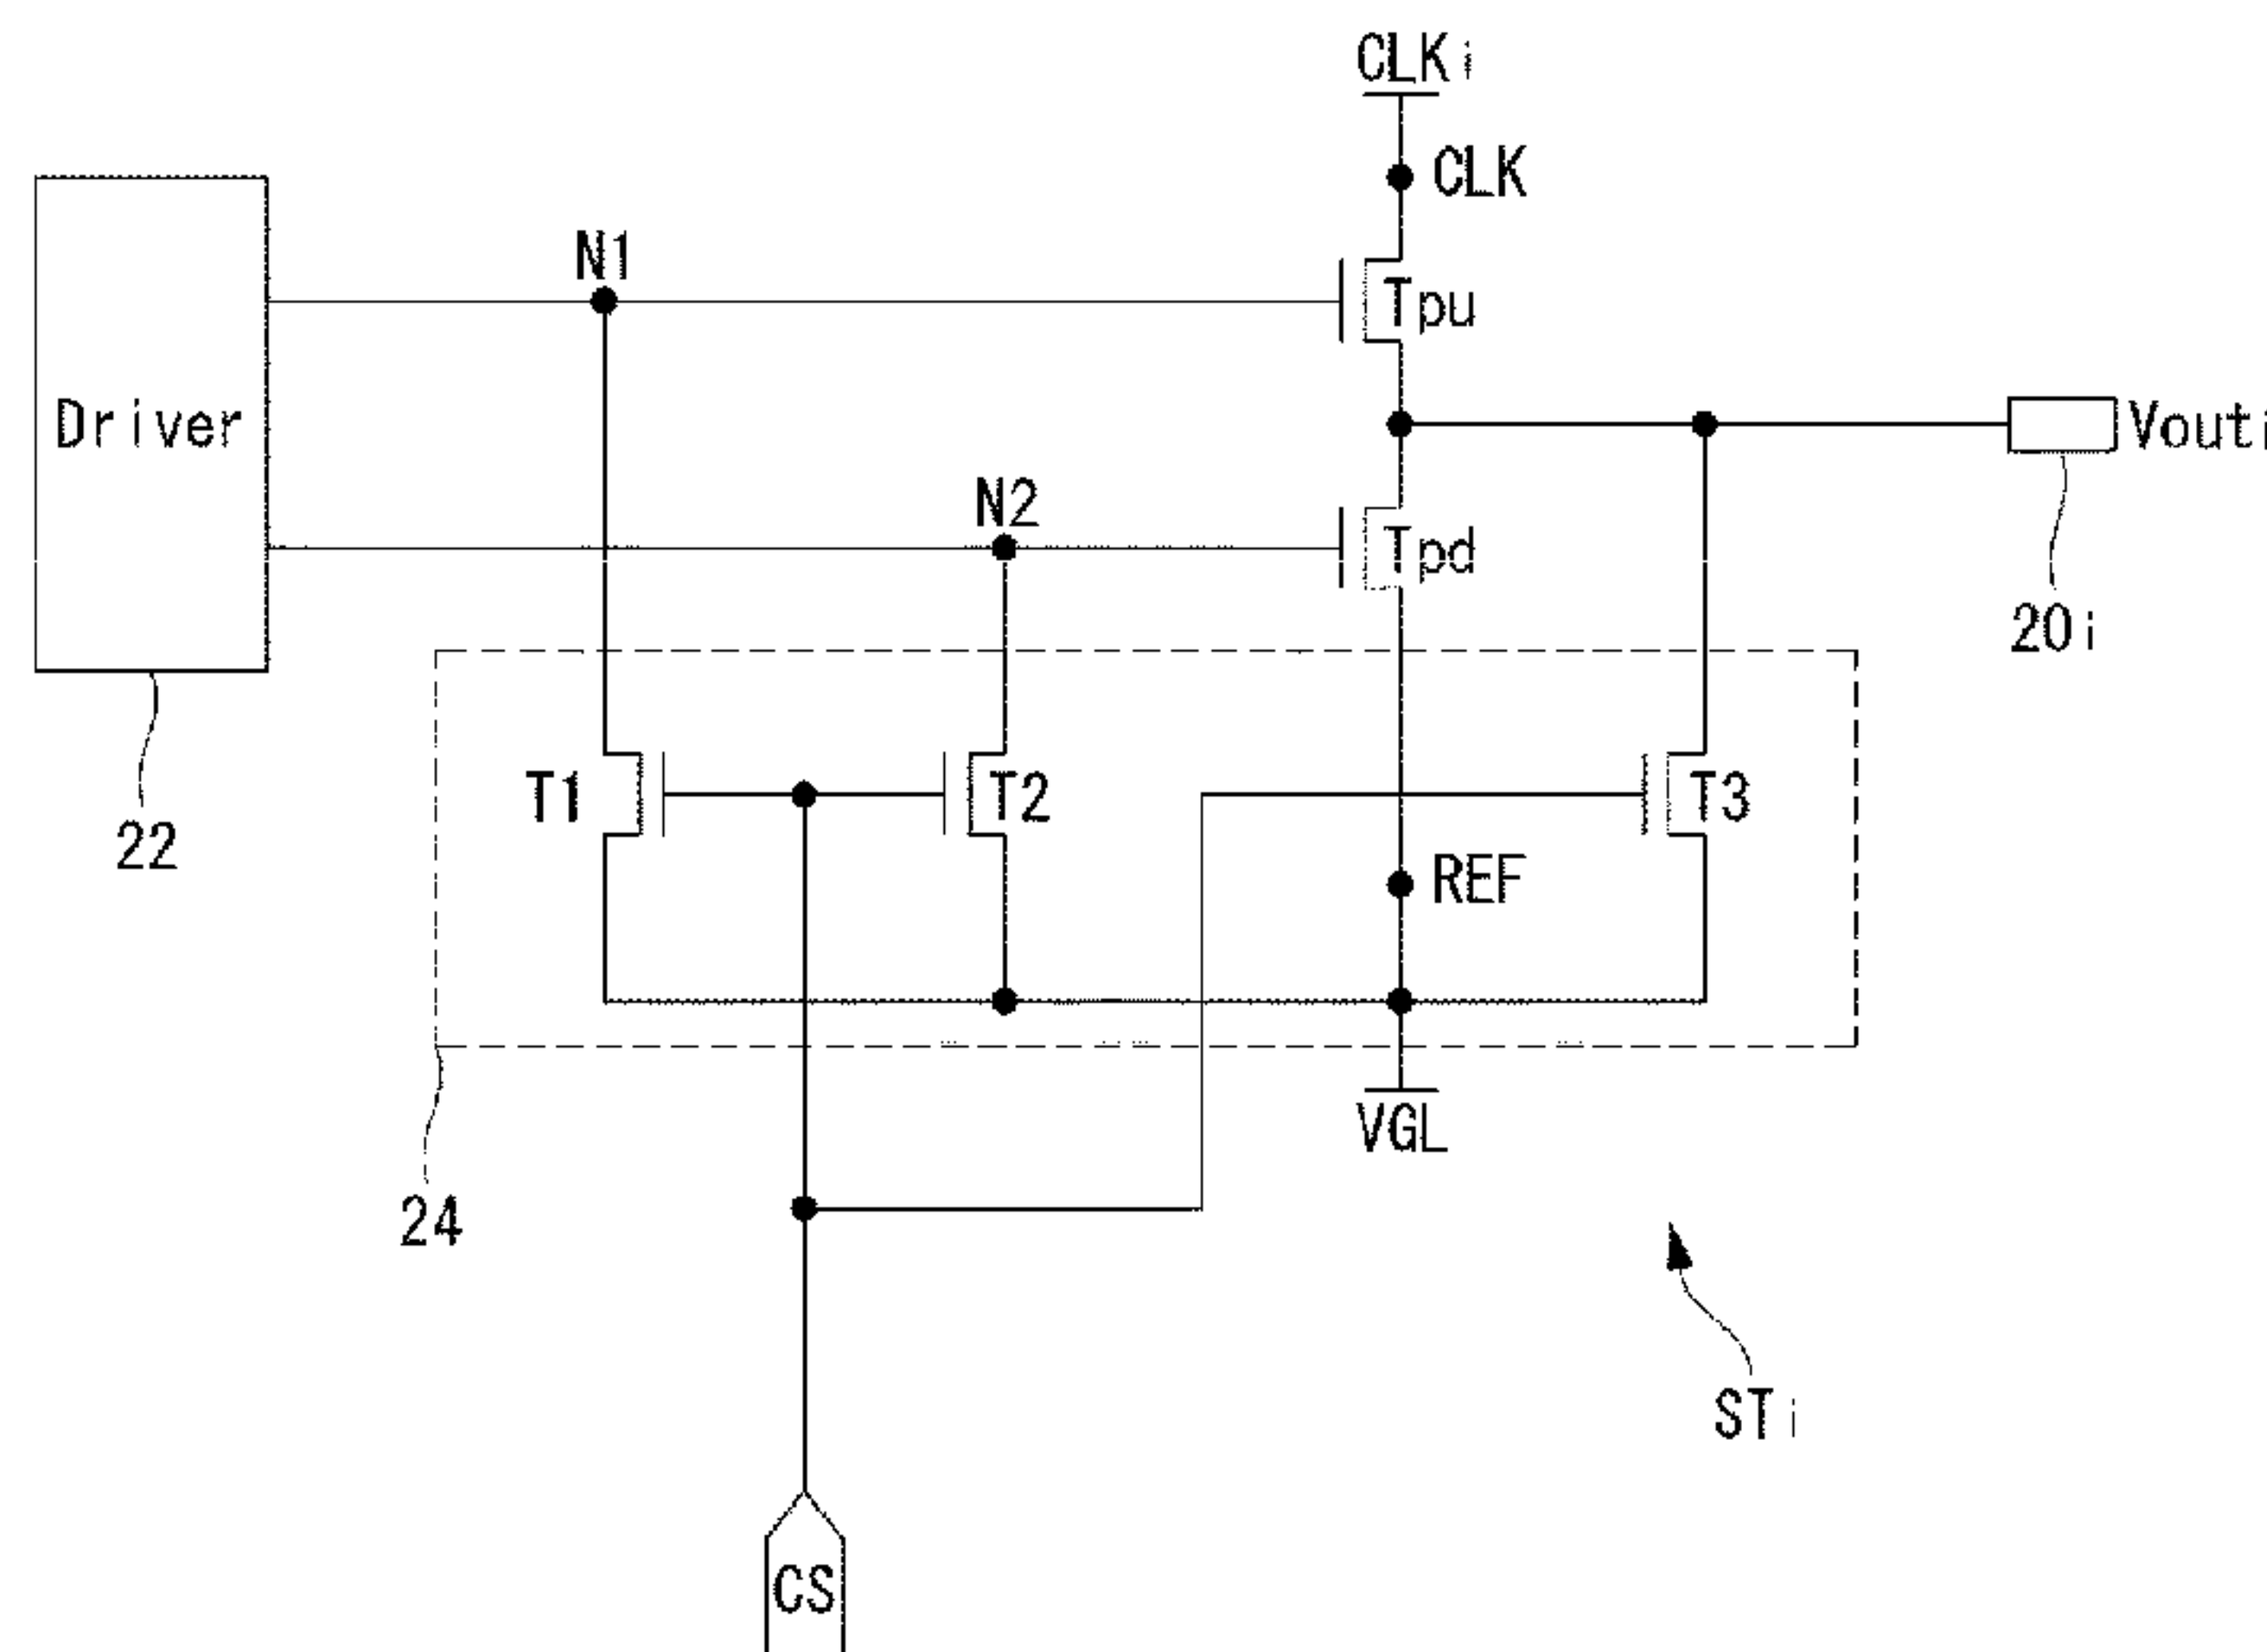 CLKi
CLK
N1
Tpu
Driver
Vouti
N2
Tpd
20i
T1
T2
T3
22
REF
VGL
24
STi
CS